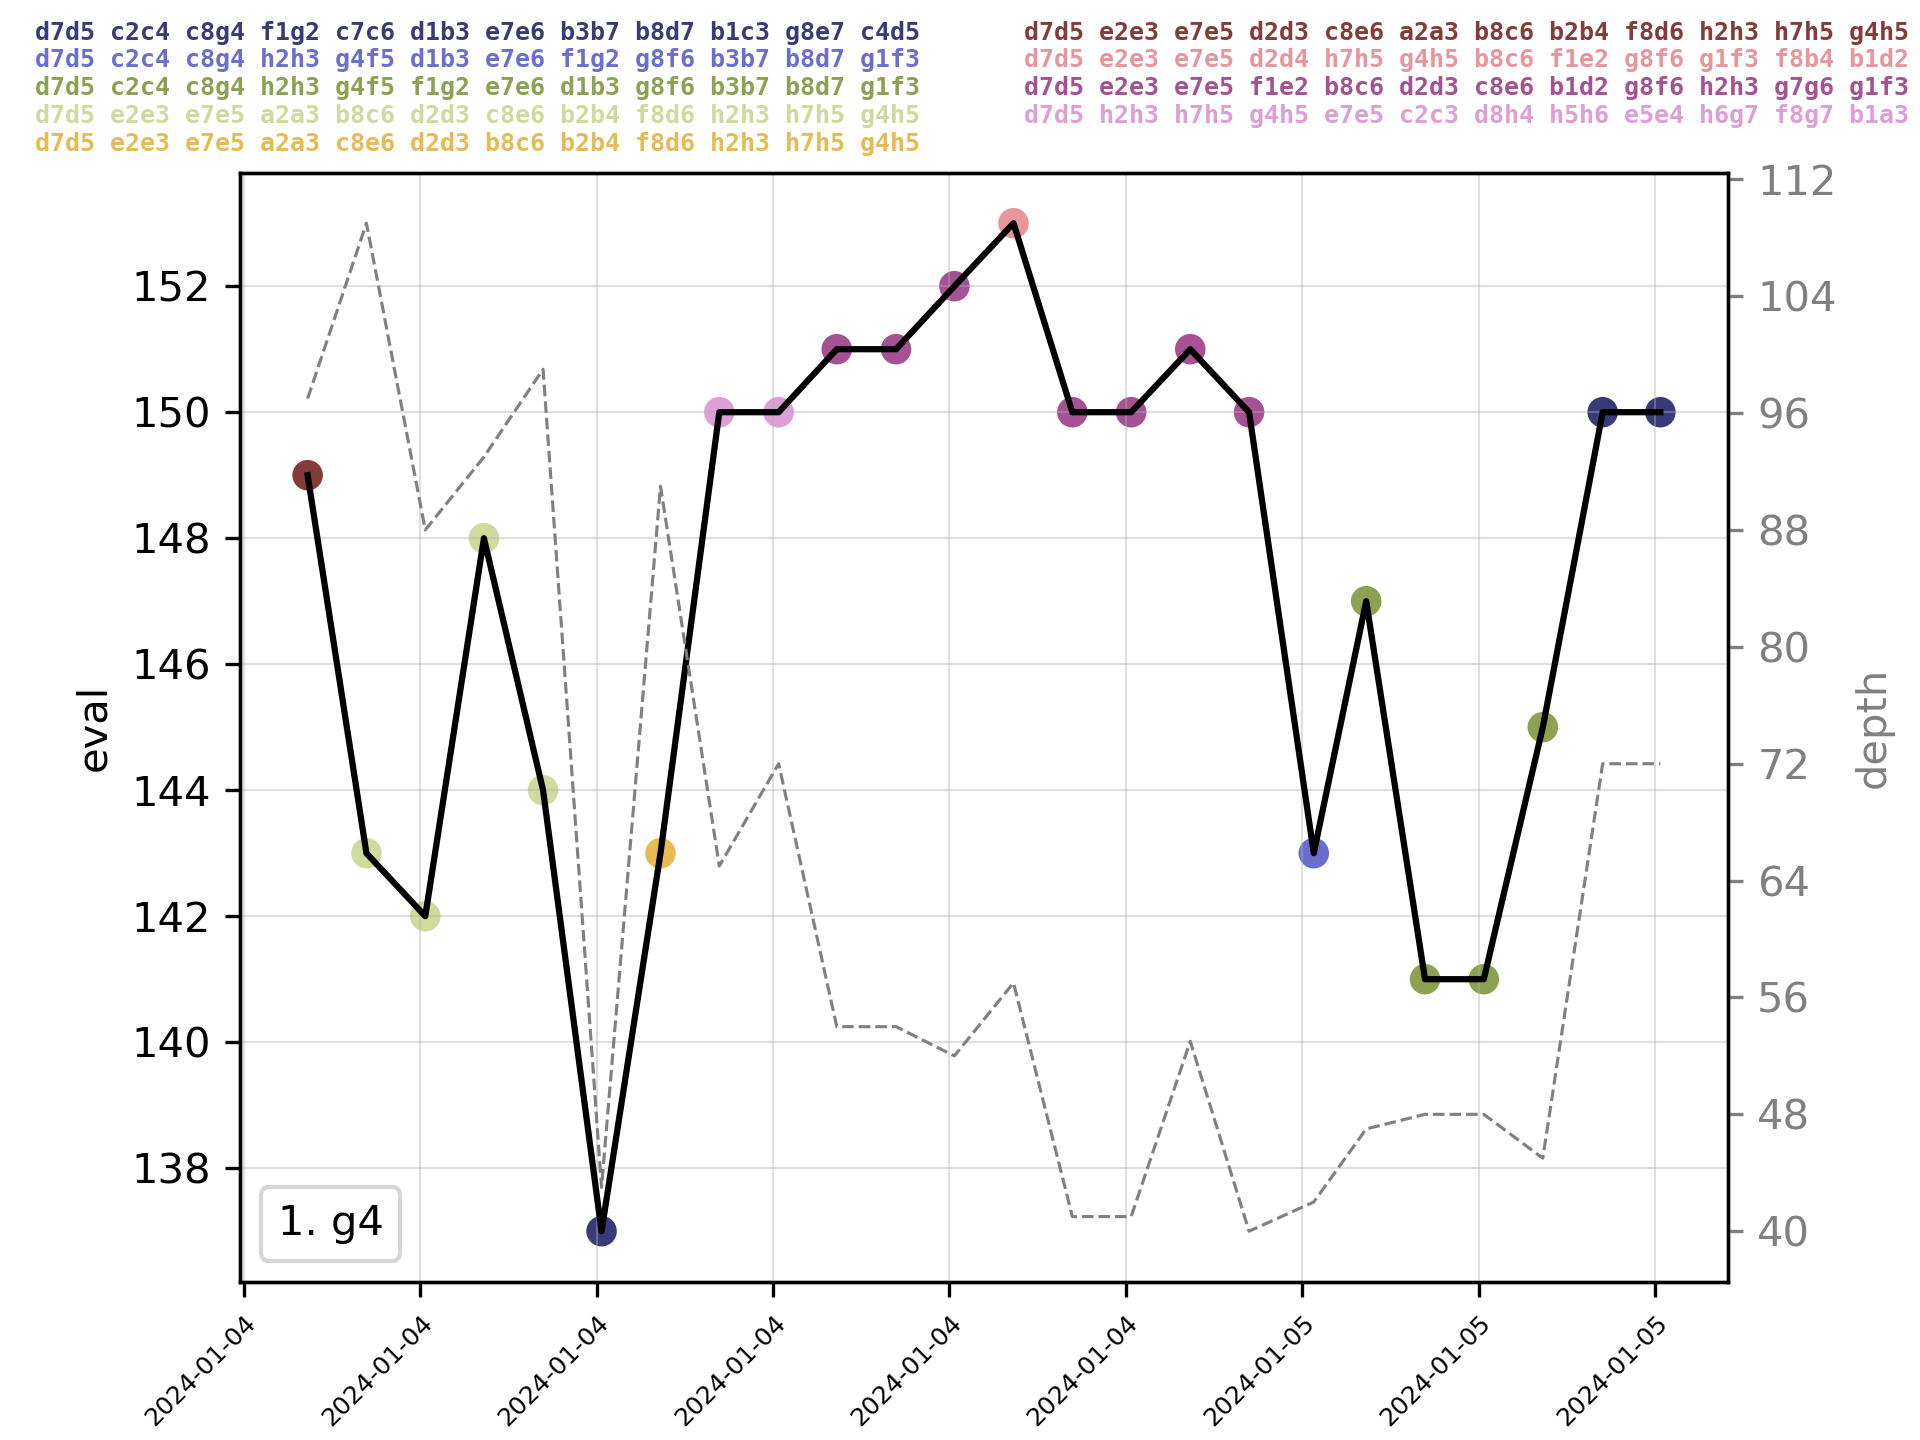 d7d5 c2c4 c8g4 f1g2 c7c6 d1b3 e7e6 b3b7 b8d7 b1c3 g8e7 c4d5
d7d5 c2c4 c8g4 h2h3 g4f5 d1b3 e7e6 f1g2 g8f6 b3b7 b8d7 g1f3
d7d5 c2c4 c8g4 h2h3 g4f5 f1g2 e7e6 d1b3 g8f6 b3b7 b8d7 g1f3
d7d5 e2e3 e7e5 a2a3 b8c6 d2d3 c8e6 b2b4 f8d6 h2h3 h7h5 g4h5
d7d5 e2e3 e7e5 a2a3 c8e6 d2d3 b8c6 b2b4 f8d6 h2h3 h7h5 g4h5
d7d5 e2e3 e7e5 d2d3 c8e6 a2a3 b8c6 b2b4 f8d6 h2h3 h7h5 g4h5
d7d5 e2e3 e7e5 d2d4 h7h5 g4h5 b8c6 f1e2 g8f6 g1f3 f8b4 b1d2
d7d5 e2e3 e7e5 f1e2 b8c6 d2d3 c8e6 b1d2 g8f6 h2h3 g7g6 g1f3
d7d5 h2h3 h7h5 g4h5 e7e5 c2c3 d8h4 h5h6 e5e4 h6g7 f8g7 b1a3
152
150
148
146
144
142
140
138
eval
112
104
96
88
80
72
64
56
48
40
depth
1. g4
2024-01-04
2024-01-04
2024-01-04
2024-01-04
2024-01-04
2024-01-04
2024-01-05
2024-01-05
2024-01-05